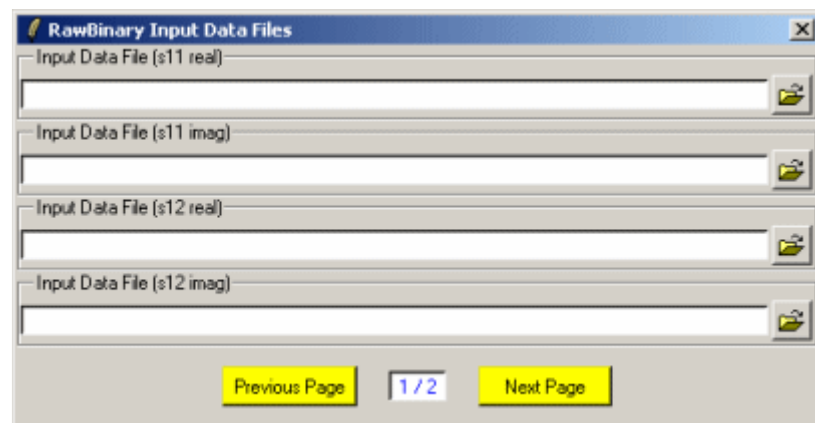 RawBinary Input Data Files
Input Data File (s11 real)
Input Data File (s11 imag)
Input Data File (s12 real)
Input Data File (s12 imag)
Previous Page 1 / 2 Next Page